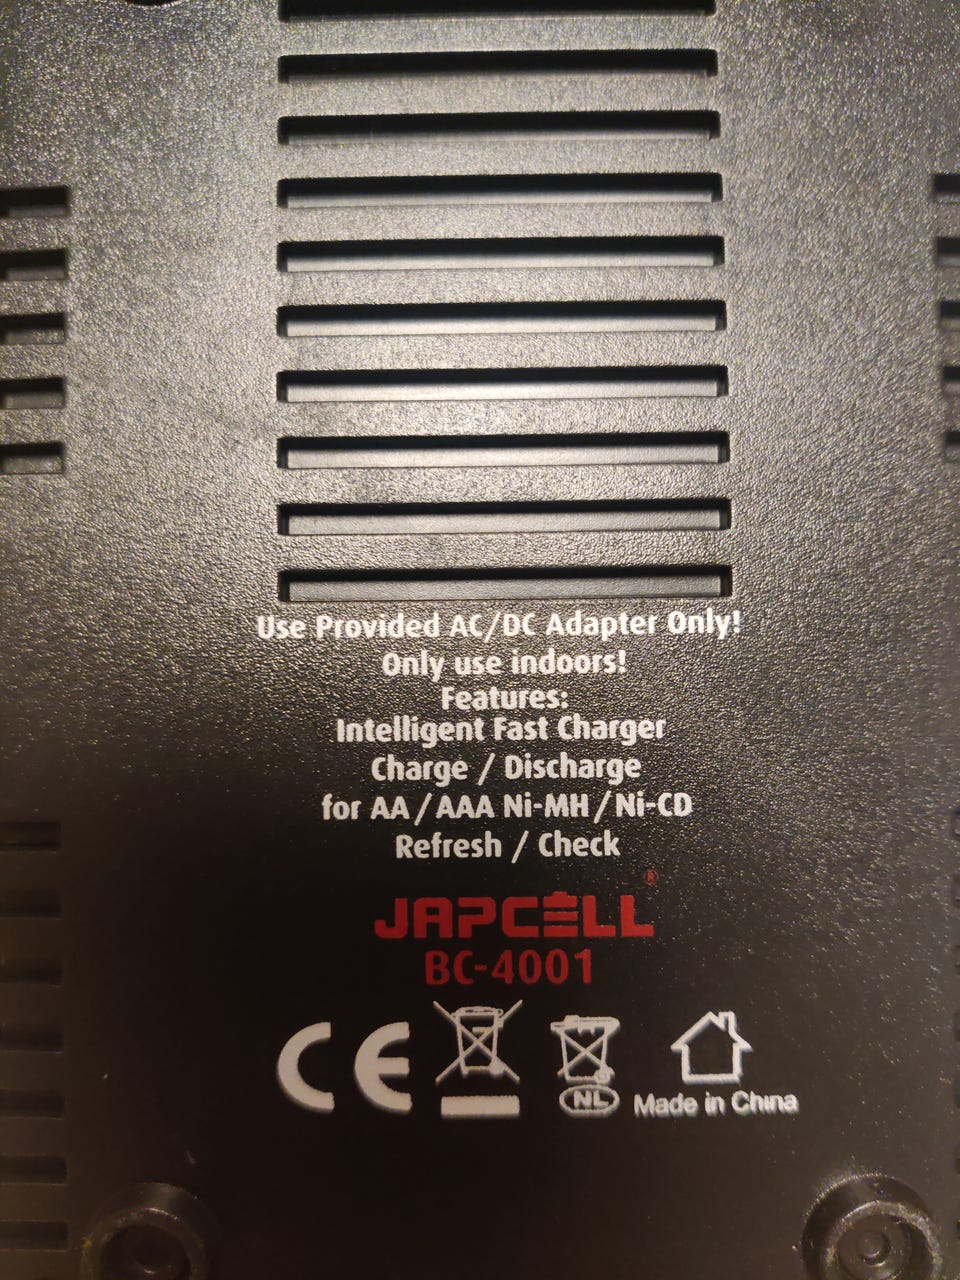 Use Provided AC/DC Adapter Only!
Only use indoors!
Features:
Intelligent Fast Charger
Charge / Discharge
for AA/AAA Ni-MH/Ni-CD
Refresh / Check
JAPCELL®
BC-4001
CE
NL
Made in China